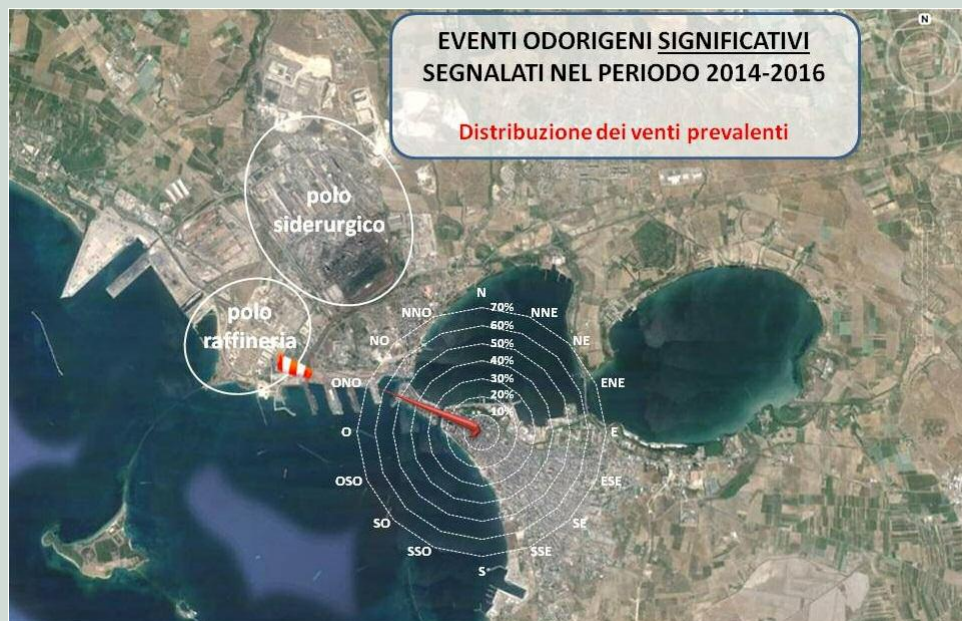 EVENTI ODORIGENI SIGNIFICATIVI
SEGNALATI NEL PERIODO 2014-2016
Distribuzione dei venti prevalenti
N
polo
siderurgico
polo
raffineria
N
NNO
NNE
NO
NE
ONO
ENE
O
E
OSO
ESE
SO
SE
SSO
SSE
S
70%
60%
50%
40%
30%
20%
10%